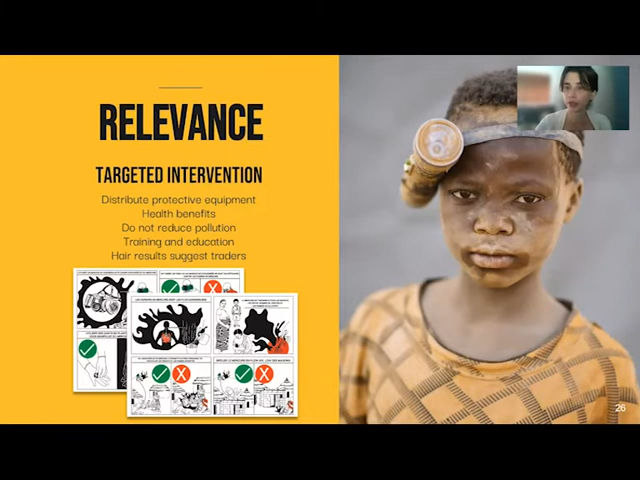 RELEVANCE
TARGETED INTERVENTION
Distribute protective equipment
Health benefits
Do not reduce pollution
Training and education
Hair results suggest traders
26